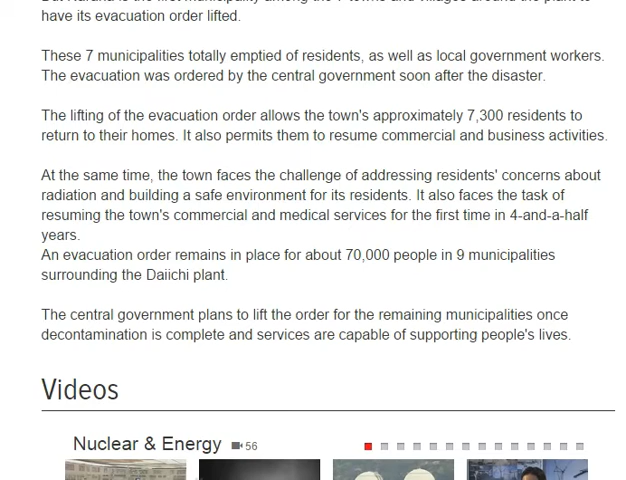 have its evacuation order lifted.
These 7 municipalities totally emptied of residents, as well as local government workers.
The evacuation was ordered by the central government soon after the disaster.
The lifting of the evacuation order allows the town's approximately 7,300 residents to
return to their homes. It also permits them to resume commercial and business activities.
At the same time, the town faces the challenge of addressing residents' concerns about
radiation and building a safe environment for its residents. It also faces the task of
resuming the town's commercial and medical services for the first time in 4-and-a-half
years.
An evacuation order remains in place for about 70,000 people in 9 municipalities
surrounding the Daiichi plant.
The central government plans to lift the order for the remaining municipalities once
decontamination is complete and services are capable of supporting people's lives.
Videos
Nuclear & Energy 56